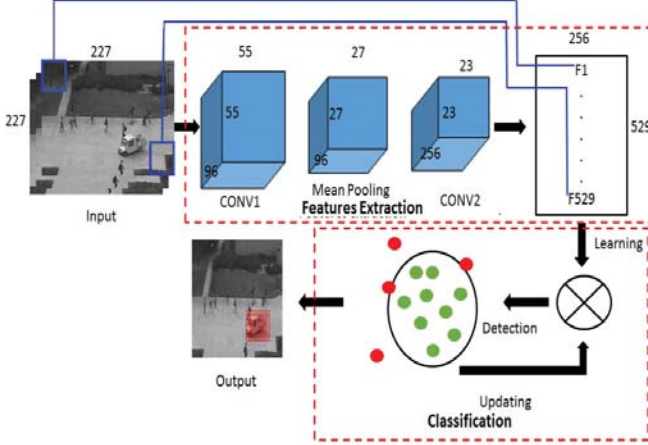 227
227
55
55
96
CONV1
27
27
96
Mean Pooling
23
23
256
CONV2
256
F1
F529
529
Input
Features Extraction
Learning
Detection
Updating
Classification
Output